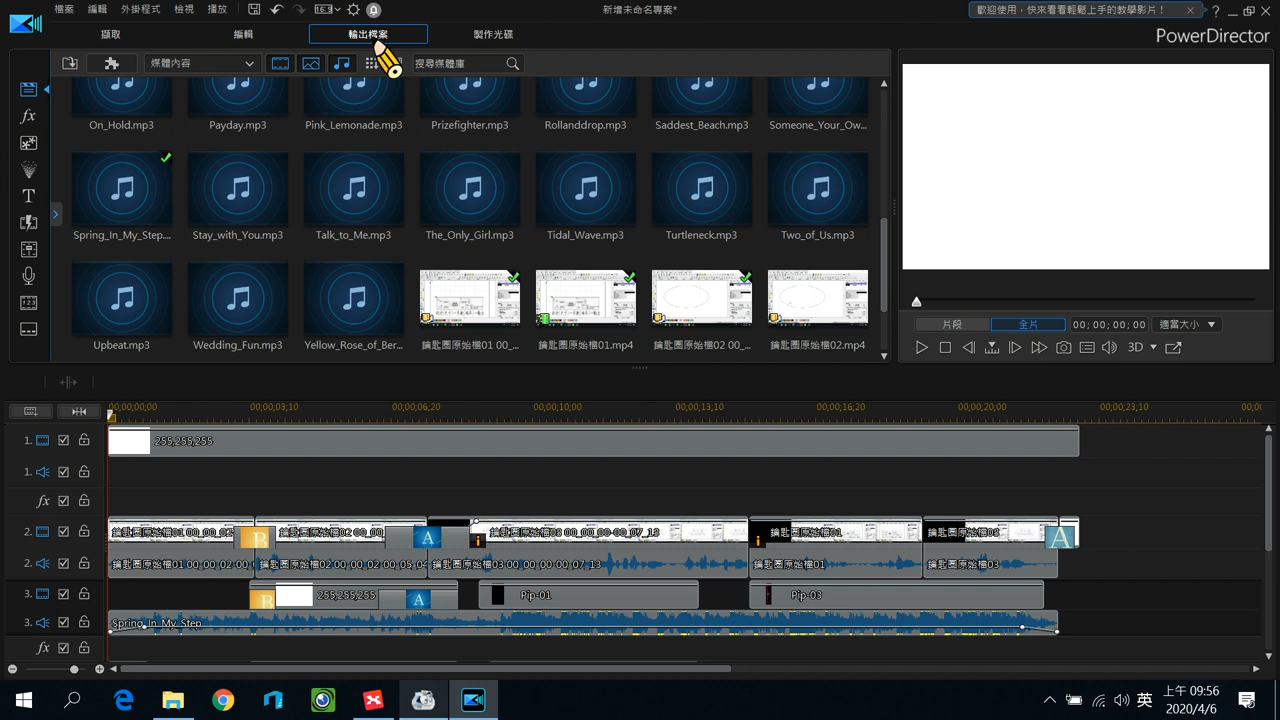 檔案 編輯 外掛程式 檢視 播放 16:9 新增未命名專案* 歡迎使用，快來看看輕鬆上手的教學影片！ ?
擷取 編輯 輸出檔案 製作光碟 PowerDirector
媒體內容 搜尋媒體庫
On_Hold.mp3 Payday.mp3 Pink_Lemonade.mp3 Prizefighter.mp3 Rollanddrop.mp3 Saddest_Beach.mp3 Someone_Your_Ow...
Spring_In_My_Step.... Stay_with_You.mp3 Talk_to_Me.mp3 The_Only_Girl.mp3 Tidal_Wave.mp3 Turtleneck.mp3 Two_of_Us.mp3
Upbeat.mp3 Wedding_Fun.mp3 Yellow_Rose_of_Ber... 鑰匙圈原始檔01 00_... 鑰匙圈原始檔01.mp4 鑰匙圈原始檔02 00_... 鑰匙圈原始檔02.mp4
片段 全片 00; 00; 00; 00 適當大小
3D
00;00;00;00 00;00;03;10 00;00;06;20 00;00;10;00 00;00;13;10 00;00;16;20 00;00;20;00 00;00;23;10 00;00
1. 255,255,255
1.
fx
2. 鑰匙圈原始檔01 00_00_02 B 鑰匙圈原始檔02 00_00_ A 鑰匙圈原始檔03 00_00_00-00_07_13 鑰匙圈原始檔01 鑰匙圈原始檔03 A
2. 鑰匙圈原始檔01 00_00_02-00 鑰匙圈原始檔02 00_00_02-00_05_04 鑰匙圈原始檔03 00_00_00-00_07_13 鑰匙圈原始檔01 鑰匙圈原始檔03
3. B 255,255,255 A Pip-01 Pip-03
3. Spring_In_My_Step
fx
英 上午 09:56
2020/4/6